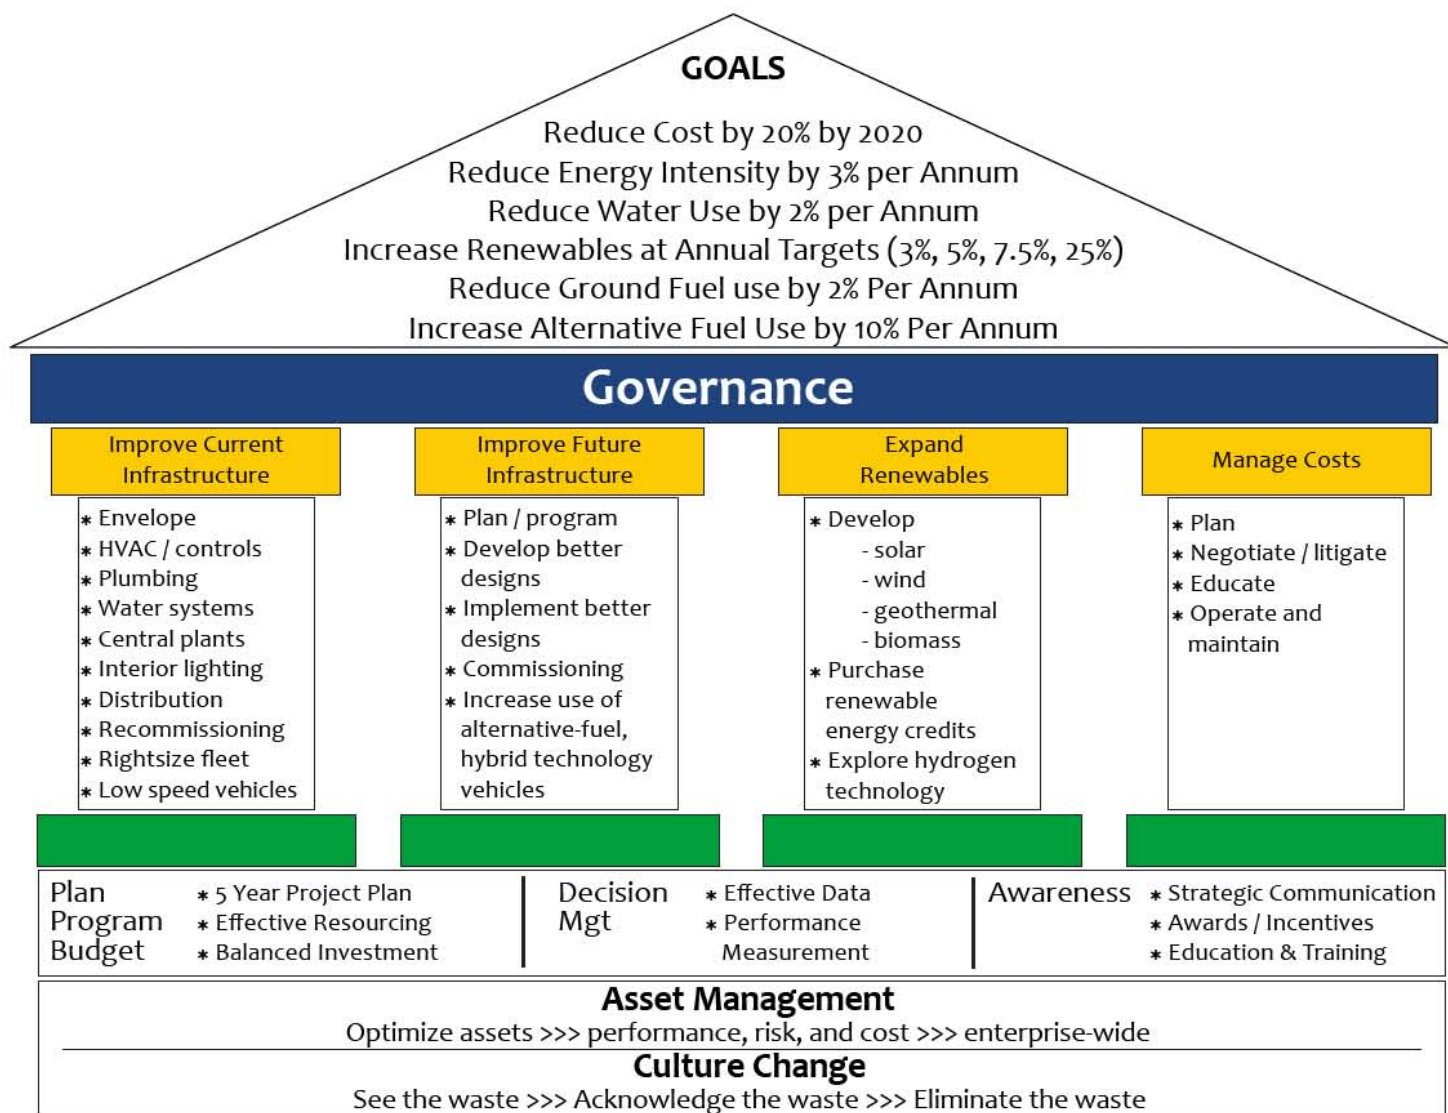 GOALS
Reduce Cost by 20% by 2020
Reduce Energy Intensity by 3% per Annum
Reduce Water Use by 2% per Annum
Increase Renewables at Annual Targets (3%, 5%, 7.5%, 25%)
Reduce Ground Fuel use by 2% Per Annum
Increase Alternative Fuel Use by 10% Per Annum
Governance
Improve Current
Infrastructure
* Envelope
* HVAC / controls
* Plumbing
* Water systems
* Central plants
* Interior lighting
* Distribution
* Recommissioning
* Rightsize fleet
* Low speed vehicles
Improve Future
Infrastructure
* Plan / program
* Develop better
designs
* Implement better
designs
* Commissioning
* Increase use of
alternative-fuel,
hybrid technology
vehicles
Expand
Renewables
* Develop
- solar
- wind
- geothermal
- biomass
* Purchase
renewable
energy credits
* Explore hydrogen
technology
Manage Costs
* Plan
* Negotiate / litigate
* Educate
* Operate and
maintain
Plan
Program
Budget
* 5 Year Project Plan
* Effective Resourcing
* Balanced Investment
Decision
Mgt
* Effective Data
* Performance
Measurement
Awareness
* Strategic Communication
* Awards / Incentives
* Education & Training
Asset Management
Optimize assets >>> performance, risk, and cost >>> enterprise-wide
Culture Change
See the waste >>> Acknowledge the waste >>> Eliminate the waste